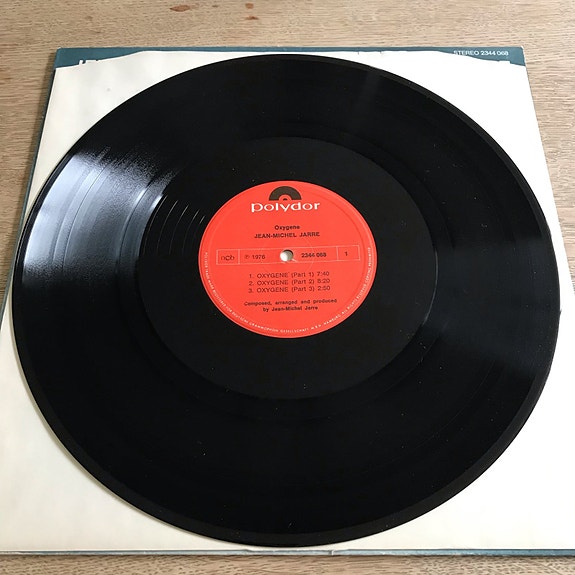 STEREO 2344 068
polydor
Oxygene
JEAN-MICHEL JARRE
ncb ℗ 1976 2344 068 1
1. OXYGENE (Part 1) 7:40
2. OXYGENE (Part 2) 8:20
3. OXYGENE (Part 3) 2:50
Composed, arranged and produced
by Jean-Michel Jarre